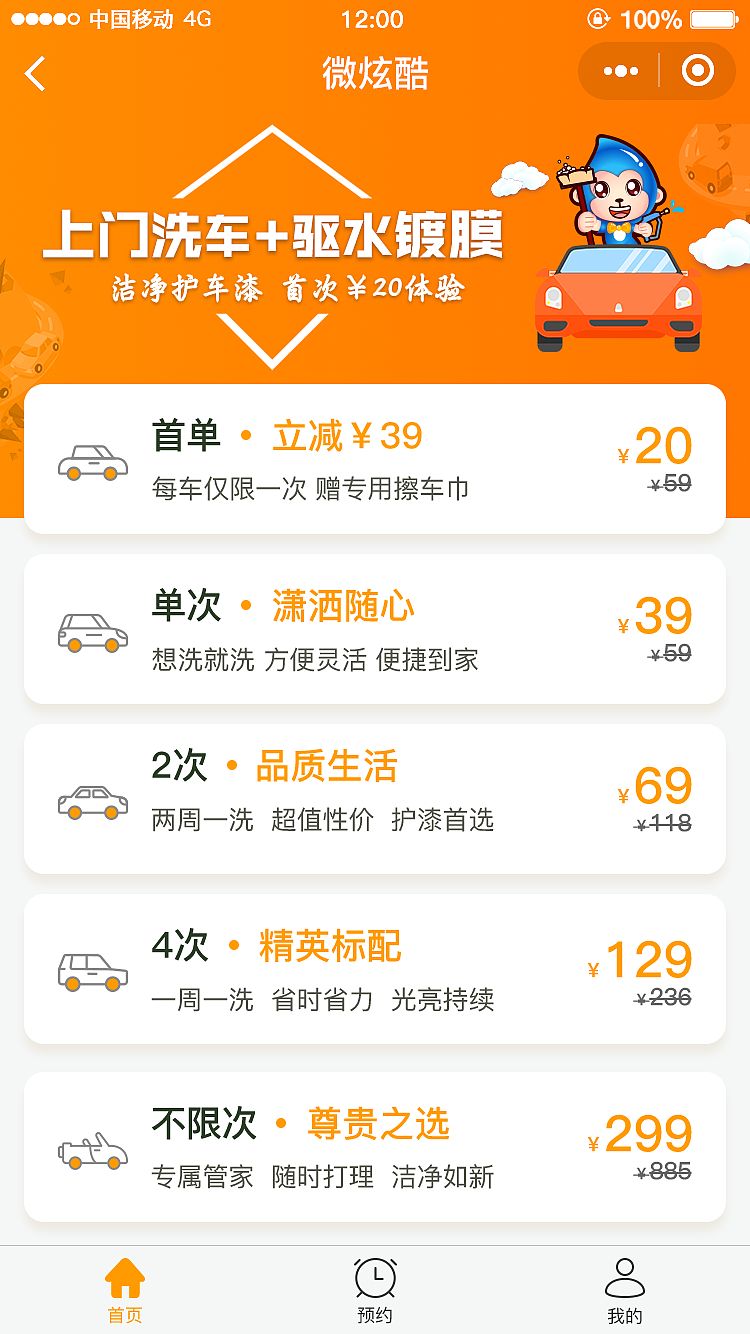 中国移动 4G 12:00 100%
微炫酷
上门洗车+驱水镀膜
洁净护车漆 首次￥20体验
首单 · 立减￥39
￥20
每车仅限一次 赠专用擦车巾
￥59
单次 · 潇洒随心
￥39
想洗就洗 方便灵活 便捷到家
￥59
2次 · 品质生活
￥69
两周一洗 超值性价 护漆首选
￥118
4次 · 精英标配
￥129
一周一洗 省时省力 光亮持续
￥236
不限次 · 尊贵之选
￥299
专属管家 随时打理 洁净如新
￥885
首页 预约 我的